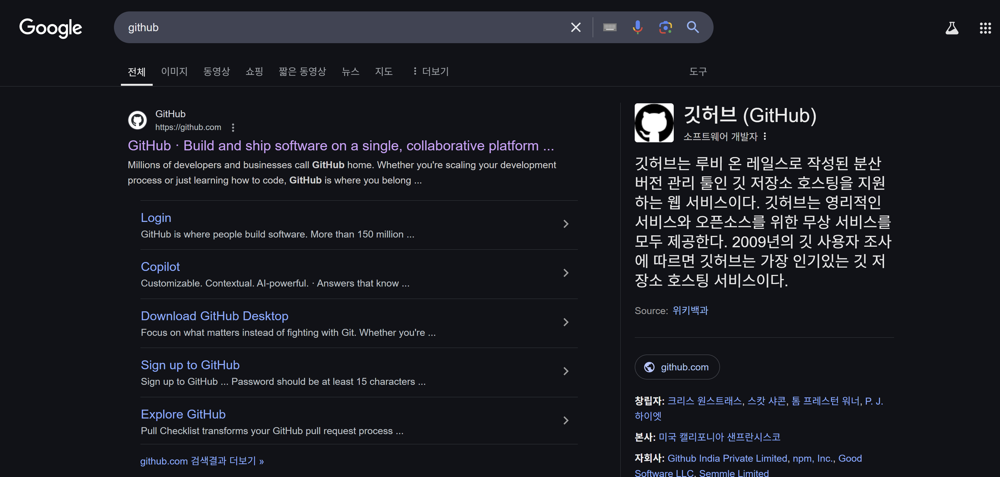 Google
github
전체 이미지 동영상 쇼핑 짧은 동영상 뉴스 지도 더보기 도구
GitHub
https://github.com
GitHub · Build and ship software on a single, collaborative platform ...
Millions of developers and businesses call GitHub home. Whether you're scaling your development
process or just learning how to code, GitHub is where you belong ...
Login
GitHub is where people build software. More than 150 million ...
Copilot
Customizable. Contextual. AI-powered. · Answers that know ...
Download GitHub Desktop
Focus on what matters instead of fighting with Git. Whether you're ...
Sign up to GitHub
Sign up to GitHub ... Password should be at least 15 characters ...
Explore GitHub
Pull Checklist transforms your GitHub pull request process ...
github.com 검색결과 더보기 »
깃허브 (GitHub)
소프트웨어 개발자
깃허브는 루비 온 레일스로 작성된 분산
버전 관리 툴인 깃 저장소 호스팅을 지원
하는 웹 서비스이다. 깃허브는 영리적인
서비스와 오픈소스를 위한 무상 서비스를
모두 제공한다. 2009년의 깃 사용자 조사
에 따르면 깃허브는 가장 인기있는 깃 저
장소 호스팅 서비스이다.
Source: 위키백과
github.com
창립자: 크리스 원스트래스, 스캇 샤콘, 톰 프레스턴 워너, P. J.
하이엣
본사: 미국 캘리포니아 샌프란시스코
자회사: Github India Private Limited, npm, Inc., Good
Software LLC, Semmle Limited